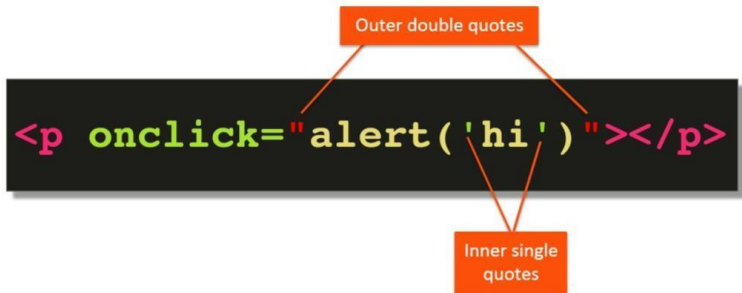 Outer double quotes
<p onclick="alert('hi')"></p>
Inner single
quotes